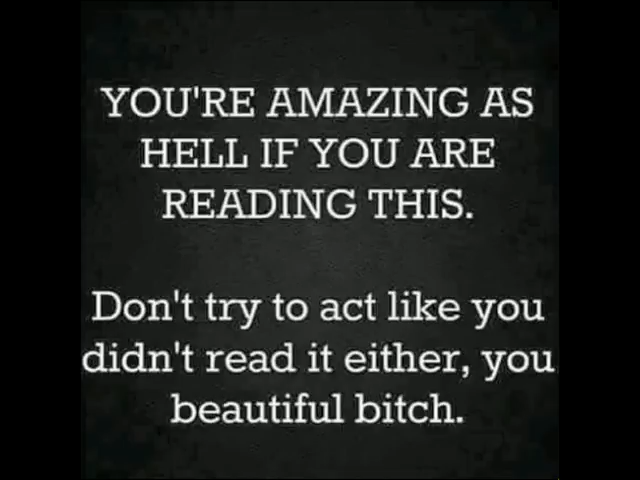 YOU'RE AMAZING AS
HELL IF YOU ARE
READING THIS.
Don't try to act like you
didn't read it either, you
beautiful bitch.